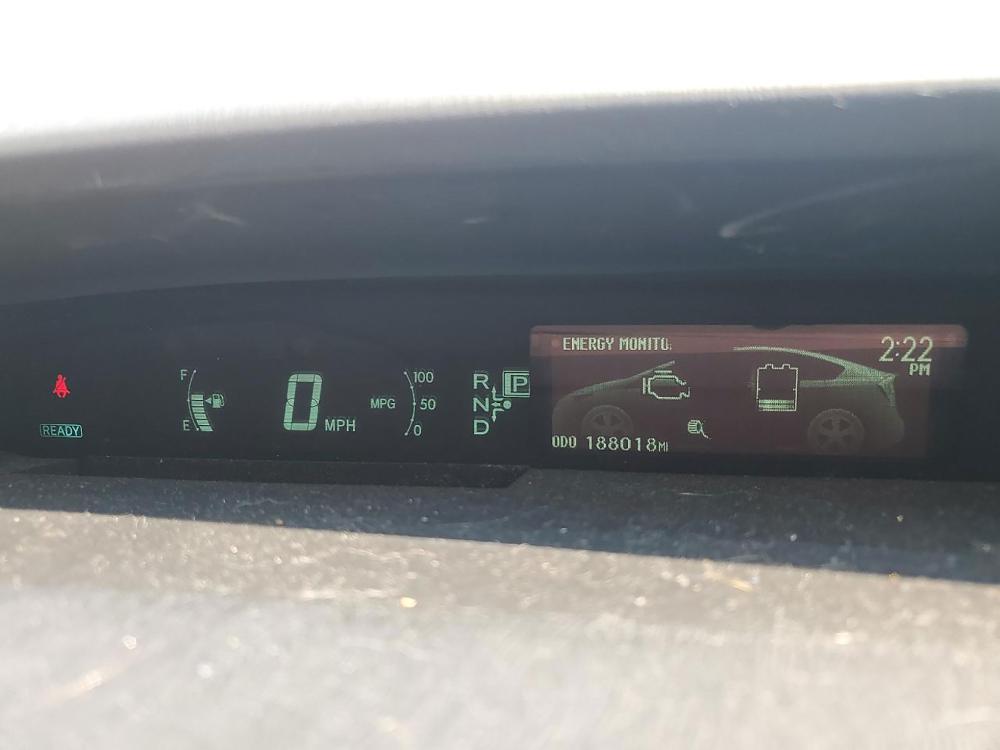 F
E
READY
0 MPH
MPG
100
50
0
R
N
D
P
ENERGY MONITO
2:22
PM
ODO 188018MI